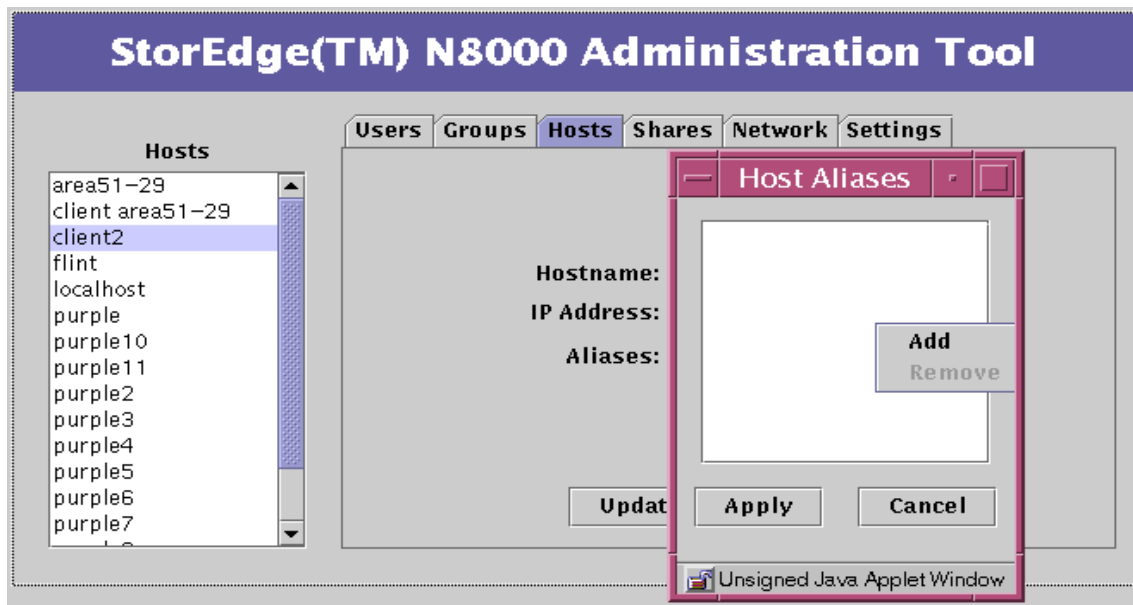 StorEdge(TM) N8000 Administration Tool
Users Groups Hosts Shares Network Settings
Hosts
area51-29
client area51-29
client2
flint
localhost
purple
purple10
purple11
purple2
purple3
purple4
purple5
purple6
purple7
Hostname:
IP Address:
Aliases:
Updat
Host Aliases
Add
Remove
Apply Cancel
Unsigned Java Applet Window